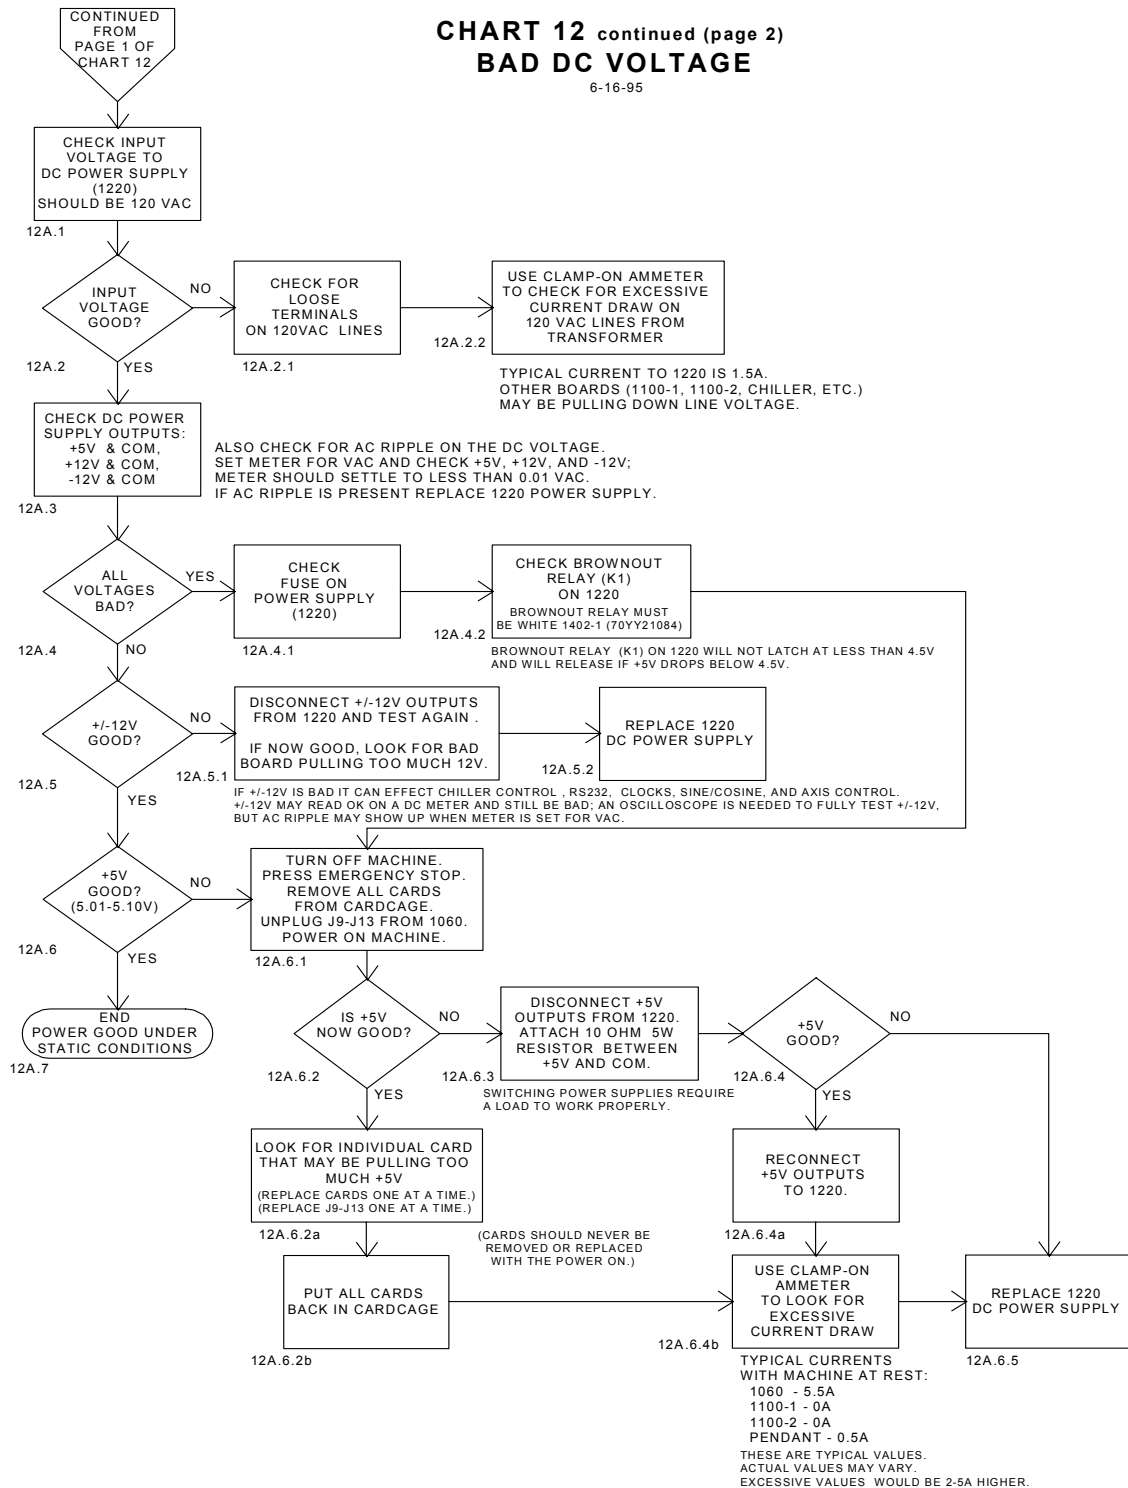 CONTINUED
FROM
PAGE 1 OF
CHART 12
CHART 12 continued (page 2)
BAD DC VOLTAGE
6-16-95
CHECK INPUT
VOLTAGE TO
DC POWER SUPPLY
(1220)
SHOULD BE 120 VAC
12A.1
INPUT
VOLTAGE
GOOD?
NO
12A.2
YES
CHECK FOR
LOOSE
TERMINALS
ON 120VAC LINES
12A.2.1
USE CLAMP-ON AMMETER
TO CHECK FOR EXCESSIVE
CURRENT DRAW ON
120 VAC LINES FROM
TRANSFORMER
12A.2.2
TYPICAL CURRENT TO 1220 IS 1.5A.
OTHER BOARDS (1100-1, 1100-2, CHILLER, ETC.)
MAY BE PULLING DOWN LINE VOLTAGE.
CHECK DC POWER
SUPPLY OUTPUTS:
+5V & COM,
+12V & COM,
-12V & COM
12A.3
ALSO CHECK FOR AC RIPPLE ON THE DC VOLTAGE.
SET METER FOR VAC AND CHECK +5V, +12V, AND -12V;
METER SHOULD SETTLE TO LESS THAN 0.01 VAC.
IF AC RIPPLE IS PRESENT REPLACE 1220 POWER SUPPLY.
ALL
VOLTAGES
BAD?
YES
12A.4
NO
CHECK
FUSE ON
POWER SUPPLY
(1220)
12A.4.1
CHECK BROWNOUT
RELAY (K1)
ON 1220
BROWNOUT RELAY MUST
BE WHITE 1402-1 (70YY21084)
12A.4.2
BROWNOUT RELAY (K1) ON 1220 WILL NOT LATCH AT LESS THAN 4.5V
AND WILL RELEASE IF +5V DROPS BELOW 4.5V.
+/-12V
GOOD?
NO
12A.5
YES
DISCONNECT +/-12V OUTPUTS
FROM 1220 AND TEST AGAIN .
IF NOW GOOD, LOOK FOR BAD
BOARD PULLING TOO MUCH 12V.
12A.5.1
REPLACE 1220
DC POWER SUPPLY
12A.5.2
IF +/-12V IS BAD IT CAN EFFECT CHILLER CONTROL , RS232, CLOCKS, SINE/COSINE, AND AXIS CONTROL.
+/-12V MAY READ OK ON A DC METER AND STILL BE BAD; AN OSCILLOSCOPE IS NEEDED TO FULLY TEST +/-12V,
BUT AC RIPPLE MAY SHOW UP WHEN METER IS SET FOR VAC.
+5V
GOOD?
(5.01-5.10V)
NO
12A.6
YES
TURN OFF MACHINE.
PRESS EMERGENCY STOP.
REMOVE ALL CARDS
FROM CARDCAGE.
UNPLUG J9-J13 FROM 1060.
POWER ON MACHINE.
12A.6.1
END
POWER GOOD UNDER
STATIC CONDITIONS
12A.7
IS +5V
NOW GOOD?
NO
12A.6.2
YES
DISCONNECT +5V
OUTPUTS FROM 1220.
ATTACH 10 OHM 5W
RESISTOR BETWEEN
+5V AND COM.
12A.6.3
SWITCHING POWER SUPPLIES REQUIRE
A LOAD TO WORK PROPERLY.
+5V
GOOD?
NO
12A.6.4
YES
LOOK FOR INDIVIDUAL CARD
THAT MAY BE PULLING TOO
MUCH +5V
(REPLACE CARDS ONE AT A TIME.)
(REPLACE J9-J13 ONE AT A TIME.)
12A.6.2a
(CARDS SHOULD NEVER BE
REMOVED OR REPLACED
WITH THE POWER ON.)
RECONNECT
+5V OUTPUTS
TO 1220.
12A.6.4a
PUT ALL CARDS
BACK IN CARDCAGE
12A.6.2b
USE CLAMP-ON
AMMETER
TO LOOK FOR
EXCESSIVE
CURRENT DRAW
12A.6.4b
REPLACE 1220
DC POWER SUPPLY
12A.6.5
TYPICAL CURRENTS
WITH MACHINE AT REST:
1060 - 5.5A
1100-1 - 0A
1100-2 - 0A
PENDANT - 0.5A
THESE ARE TYPICAL VALUES.
ACTUAL VALUES MAY VARY.
EXCESSIVE VALUES WOULD BE 2-5A HIGHER.